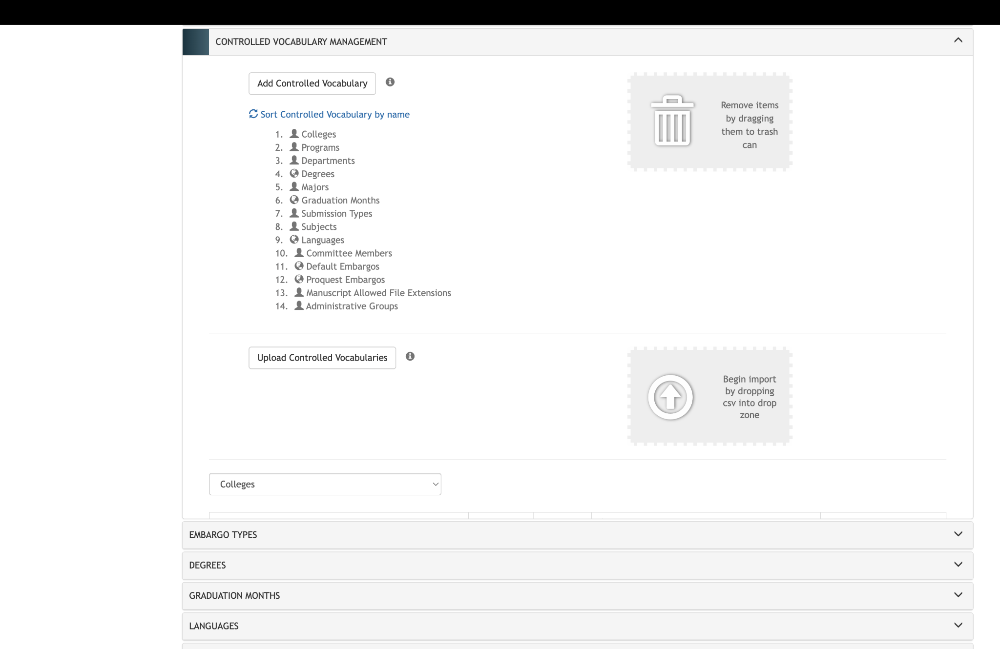 CONTROLLED VOCABULARY MANAGEMENT
Add Controlled Vocabulary
Sort Controlled Vocabulary by name
1. Colleges
2. Programs
3. Departments
4. Degrees
5. Majors
6. Graduation Months
7. Submission Types
8. Subjects
9. Languages
10. Committee Members
11. Default Embargos
12. Proquest Embargos
13. Manuscript Allowed File Extensions
14. Administrative Groups
Remove items
by dragging
them to trash
can
Upload Controlled Vocabularies
Begin import
by dropping
csv into drop
zone
Colleges
EMBARGO TYPES
DEGREES
GRADUATION MONTHS
LANGUAGES